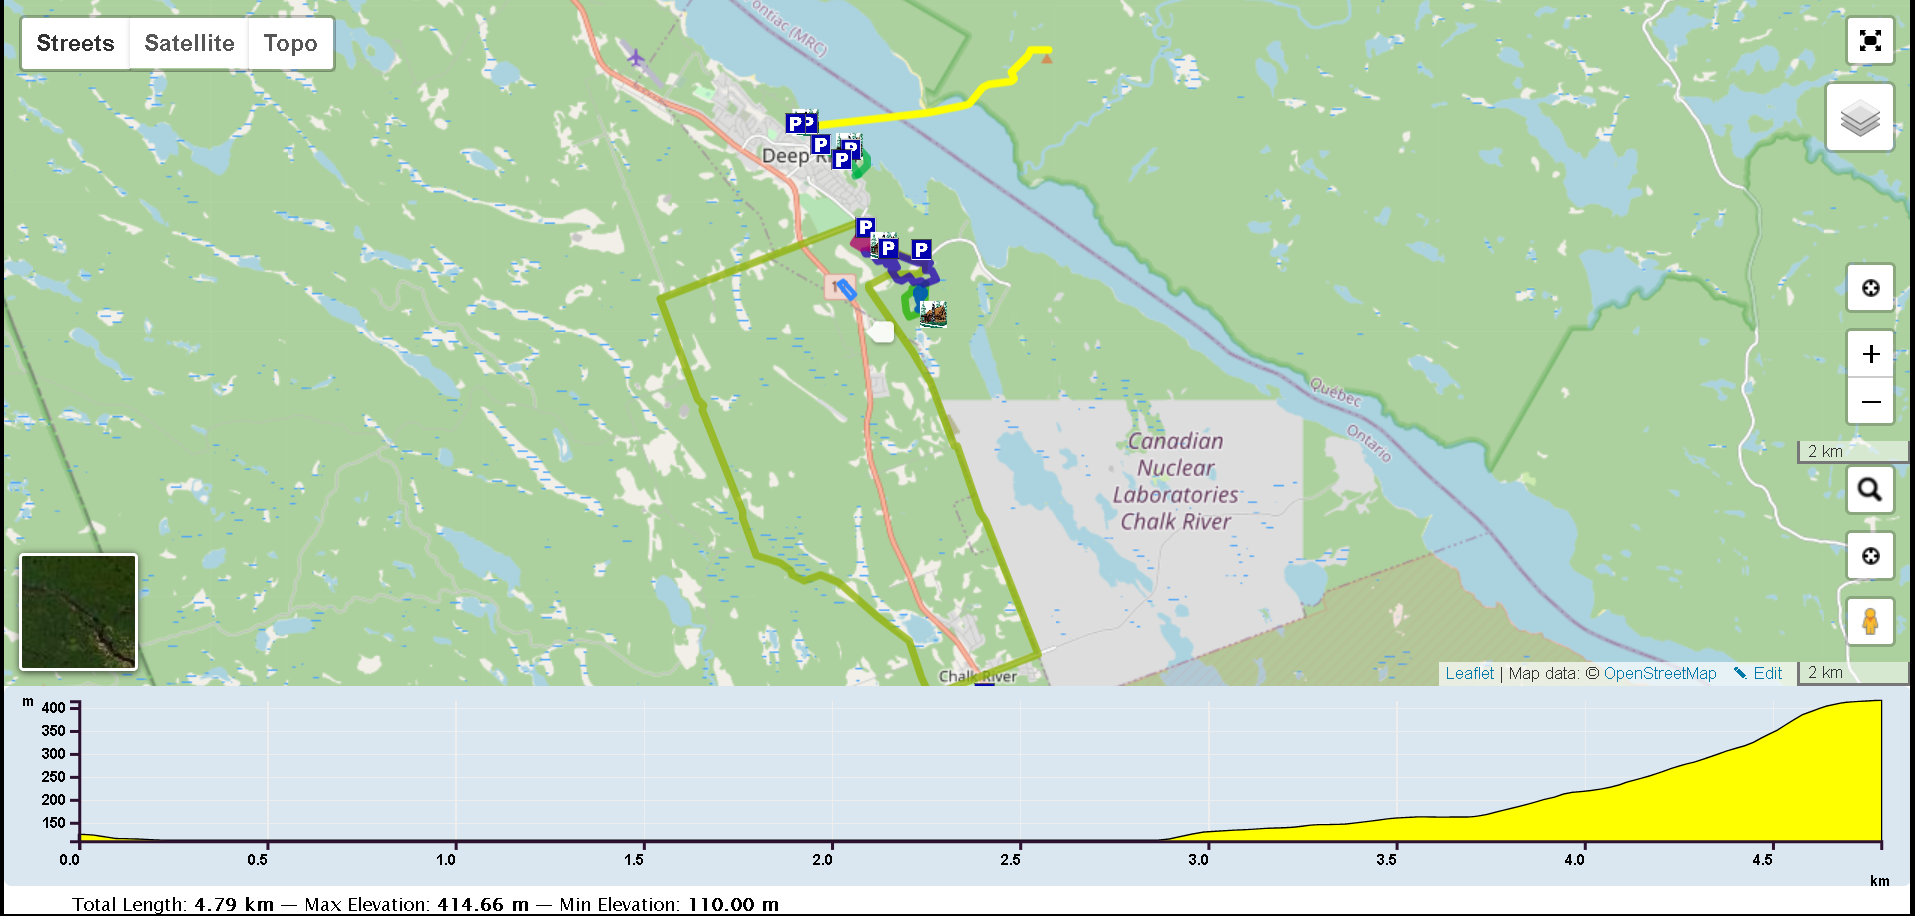 Streets Satellite Topo
ontiac (MRC)
P P
P P
P
Deep R
P
P P
1
Québec
Ontario
Canadian
Nuclear
Laboratories
Chalk River
+
−
2 km
Chalk River
Leaflet | Map data: © OpenStreetMap Edit
2 km
m
400
350
300
250
200
150
0.0 0.5 1.0 1.5 2.0 2.5 3.0 3.5 4.0 4.5
km
Total Length: 4.79 km — Max Elevation: 414.66 m — Min Elevation: 110.00 m